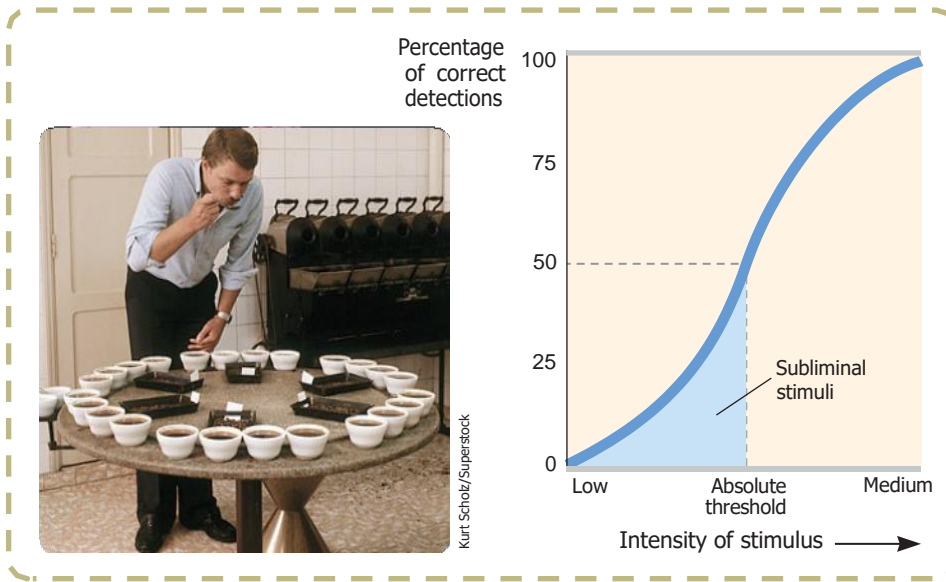 Percentage
of correct
detections
100
75
50
25
0
Subliminal
stimuli
Low
Absolute
threshold
Medium
Intensity of stimulus
Kurt Scholz/Superstock